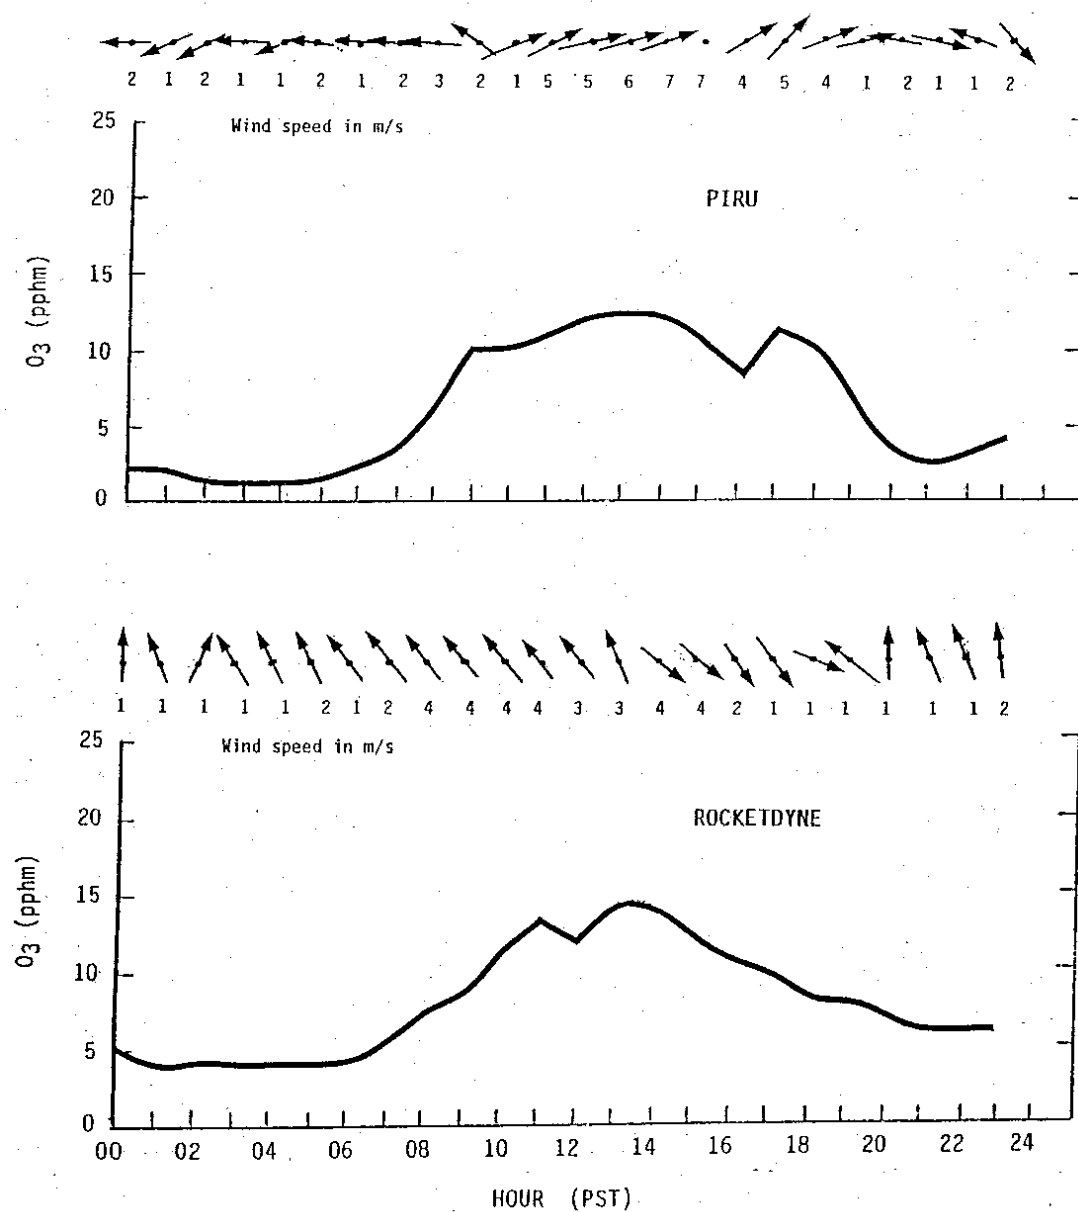 2 1 2 1 1 2 1 2 3 2 1 5 5 6 7 7 4 5 4 1 2 1 1 2
25
Wind speed in m/s
20
PIRU
15
O3 (pphm)
10
5
0
1 1 1 1 1 2 1 2 4 4 4 4 3 3 4 4 2 1 1 1 1 1 1 2
25
Wind speed in m/s
20
ROCKETDYNE
15
O3 (pphm)
10
5
0
00 02 04 06 08 10 12 14 16 18 20 22 24
HOUR (PST)